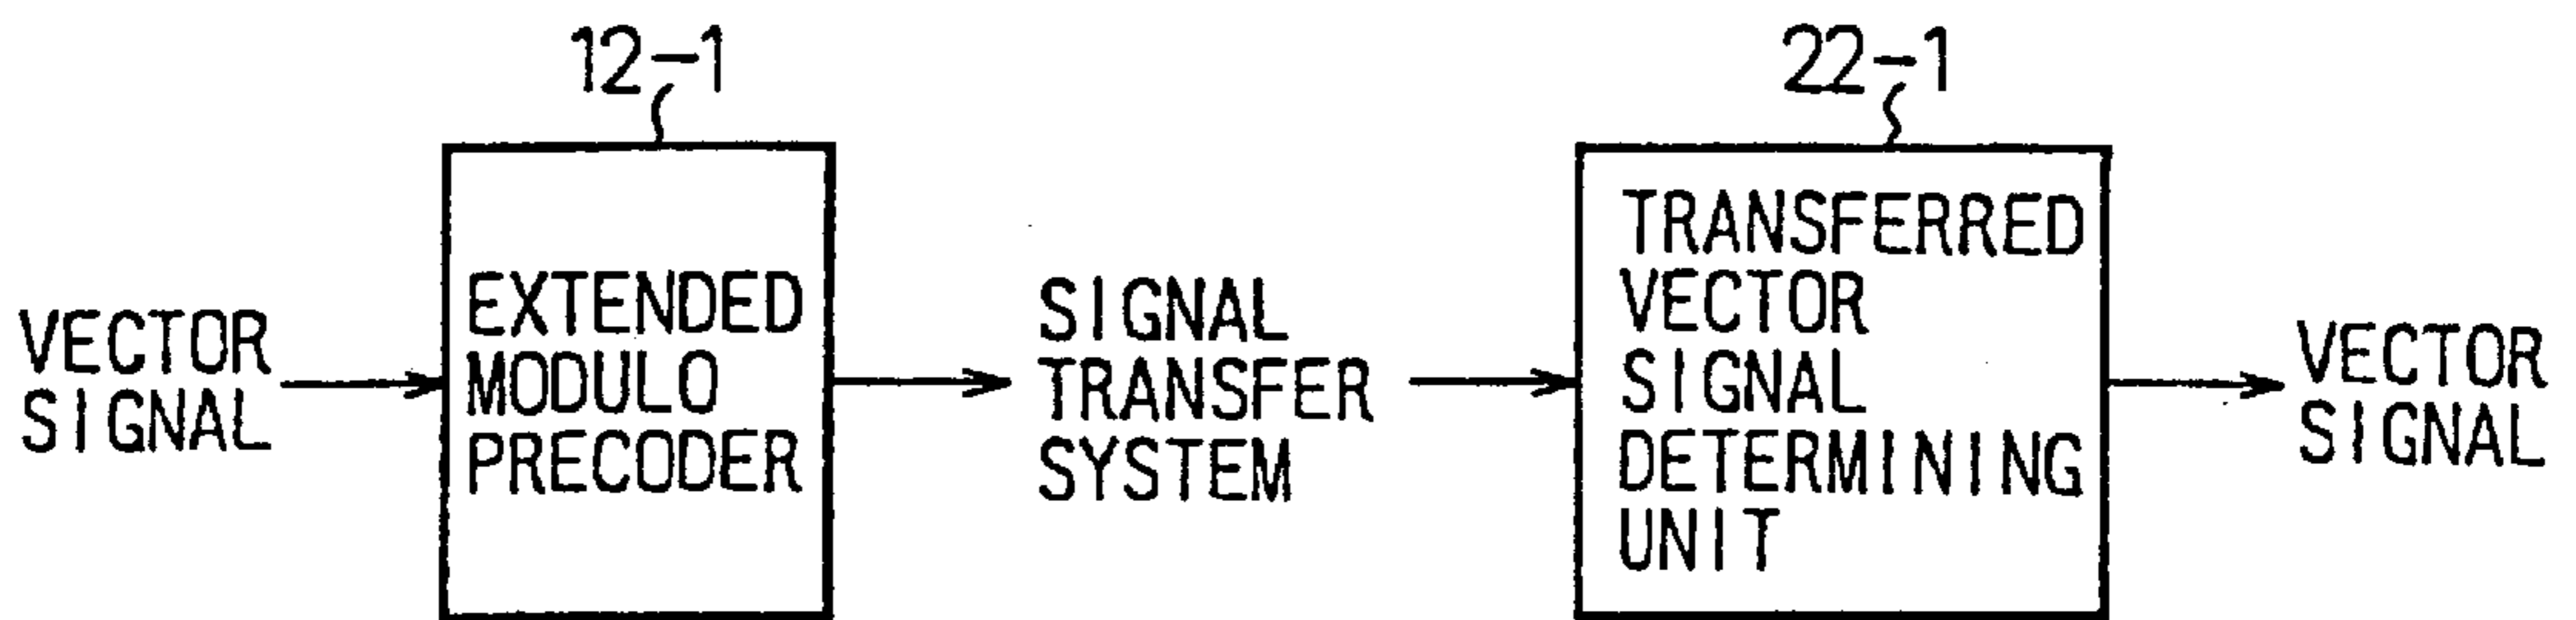 12-1
22-1
VECTOR
SIGNAL
EXTENDED
MODULO
PRECODER
SIGNAL
TRANSFER
SYSTEM
TRANSFERRED
VECTOR
SIGNAL
DETERMINING
UNIT
VECTOR
SIGNAL